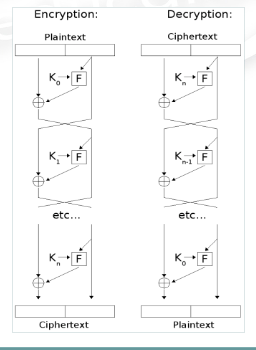 Encryption:
Plaintext
K0
F
K1
F
etc...
Kn
F
Ciphertext
Decryption:
Ciphertext
Kn
F
Kn-1
F
etc...
K0
F
Plaintext